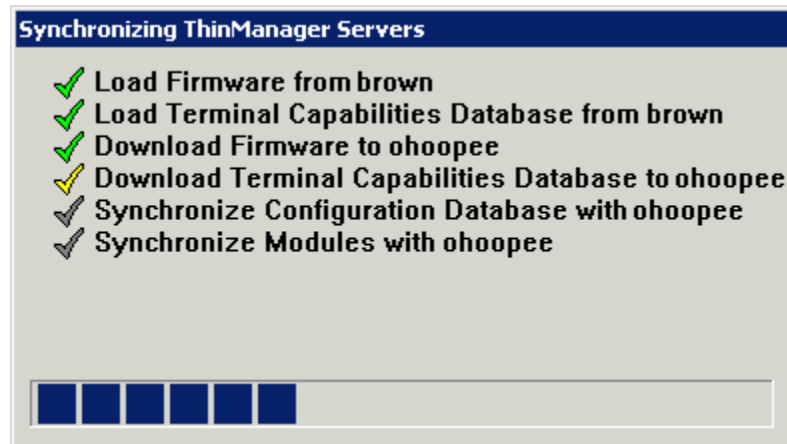 Synchronizing ThinManager Servers
Load Firmware from brown
Load Terminal Capabilities Database from brown
Download Firmware to ohoopee
Download Terminal Capabilities Database to ohoopee
Synchronize Configuration Database with ohoopee
Synchronize Modules with ohoopee